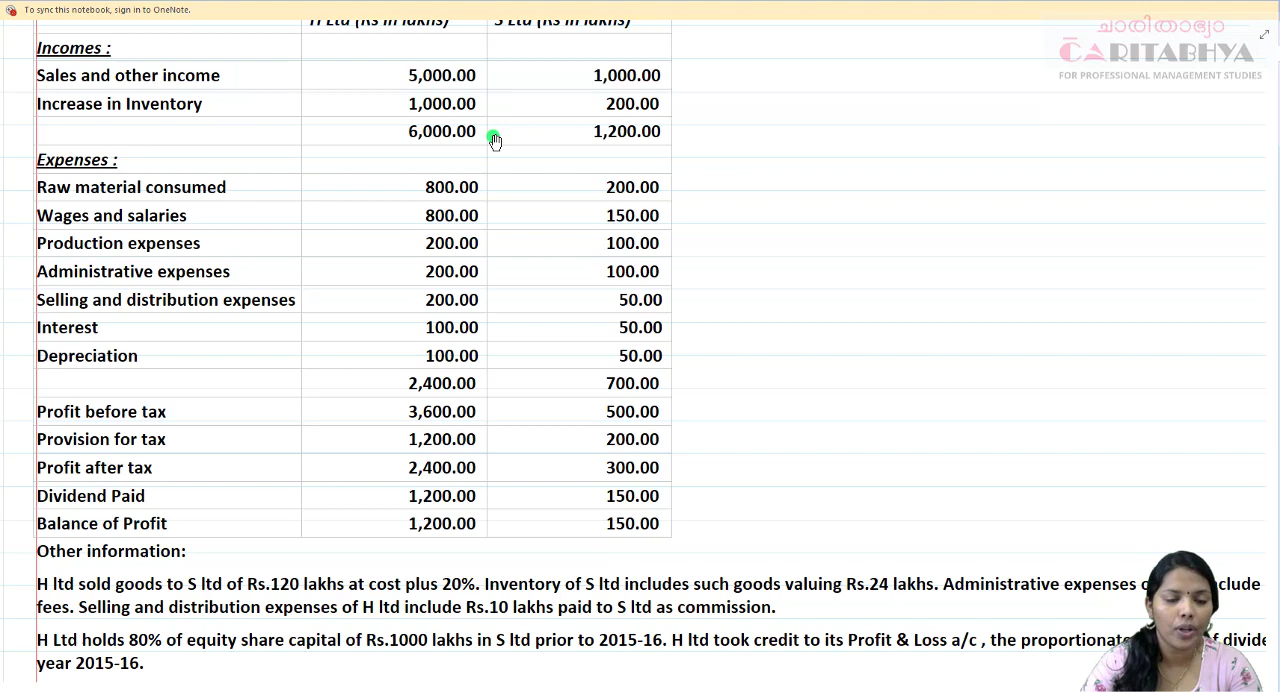 To sync this notebook, sign in to OneNote.
H Ltd (Rs in lakhs) S Ltd (Rs in lakhs)
ചാരിതാഭ്യാ
CARITABHYA
FOR PROFESSIONAL MANAGEMENT STUDIES
Incomes :
Sales and other income 5,000.00 1,000.00
Increase in Inventory 1,000.00 200.00
6,000.00 1,200.00
Expenses :
Raw material consumed 800.00 200.00
Wages and salaries 800.00 150.00
Production expenses 200.00 100.00
Administrative expenses 200.00 100.00
Selling and distribution expenses 200.00 50.00
Interest 100.00 50.00
Depreciation 100.00 50.00
2,400.00 700.00
Profit before tax 3,600.00 500.00
Provision for tax 1,200.00 200.00
Profit after tax 2,400.00 300.00
Dividend Paid 1,200.00 150.00
Balance of Profit 1,200.00 150.00
Other information:
H ltd sold goods to S ltd of Rs.120 lakhs at cost plus 20%. Inventory of S ltd includes such goods valuing Rs.24 lakhs. Administrative expenses
fees. Selling and distribution expenses of H ltd include Rs.10 lakhs paid to S ltd as commission.
H Ltd holds 80% of equity share capital of Rs.1000 lakhs in S ltd prior to 2015-16. H ltd took credit to its Profit & Loss a/c , the
year 2015-16.